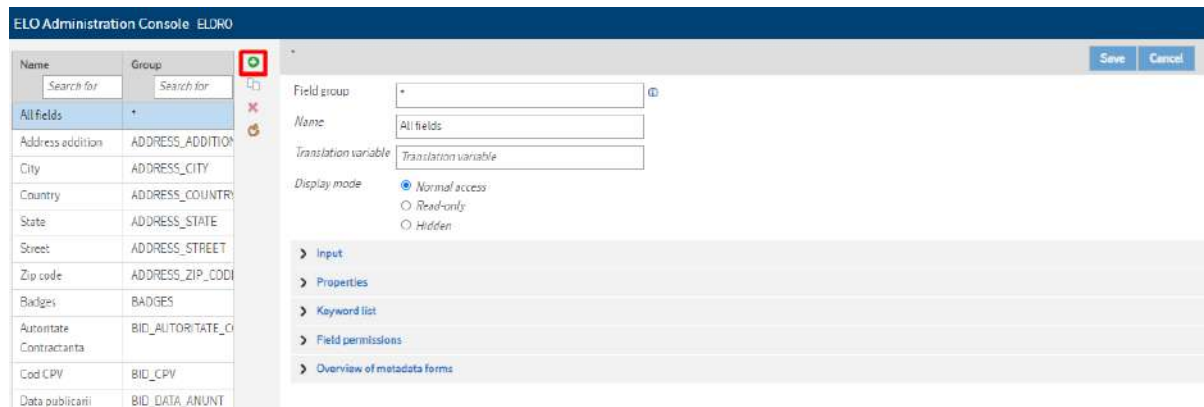 ELO Administration Console ELORO
Name Group
Search for Search for
All fields *
Address addition ADDRESS_ADDITION
City ADDRESS_CITY
Country ADDRESS_COUNTRY
State ADDRESS_STATE
Street ADDRESS_STREET
Zip code ADDRESS_ZIP_CODE
Badges BADGES
Autoritate BID_AUTORITATE_CO
Contractanta
Cod CPV BID_CPV
Data publicarii BID_DATA_ANUNT
* Save Cancel
Field group *
Name All fields
Translation variable Translation variable
Display mode Normal access
Read-only
Hidden
Input
Properties
Keyword list
Field permissions
Overview of metadata forms